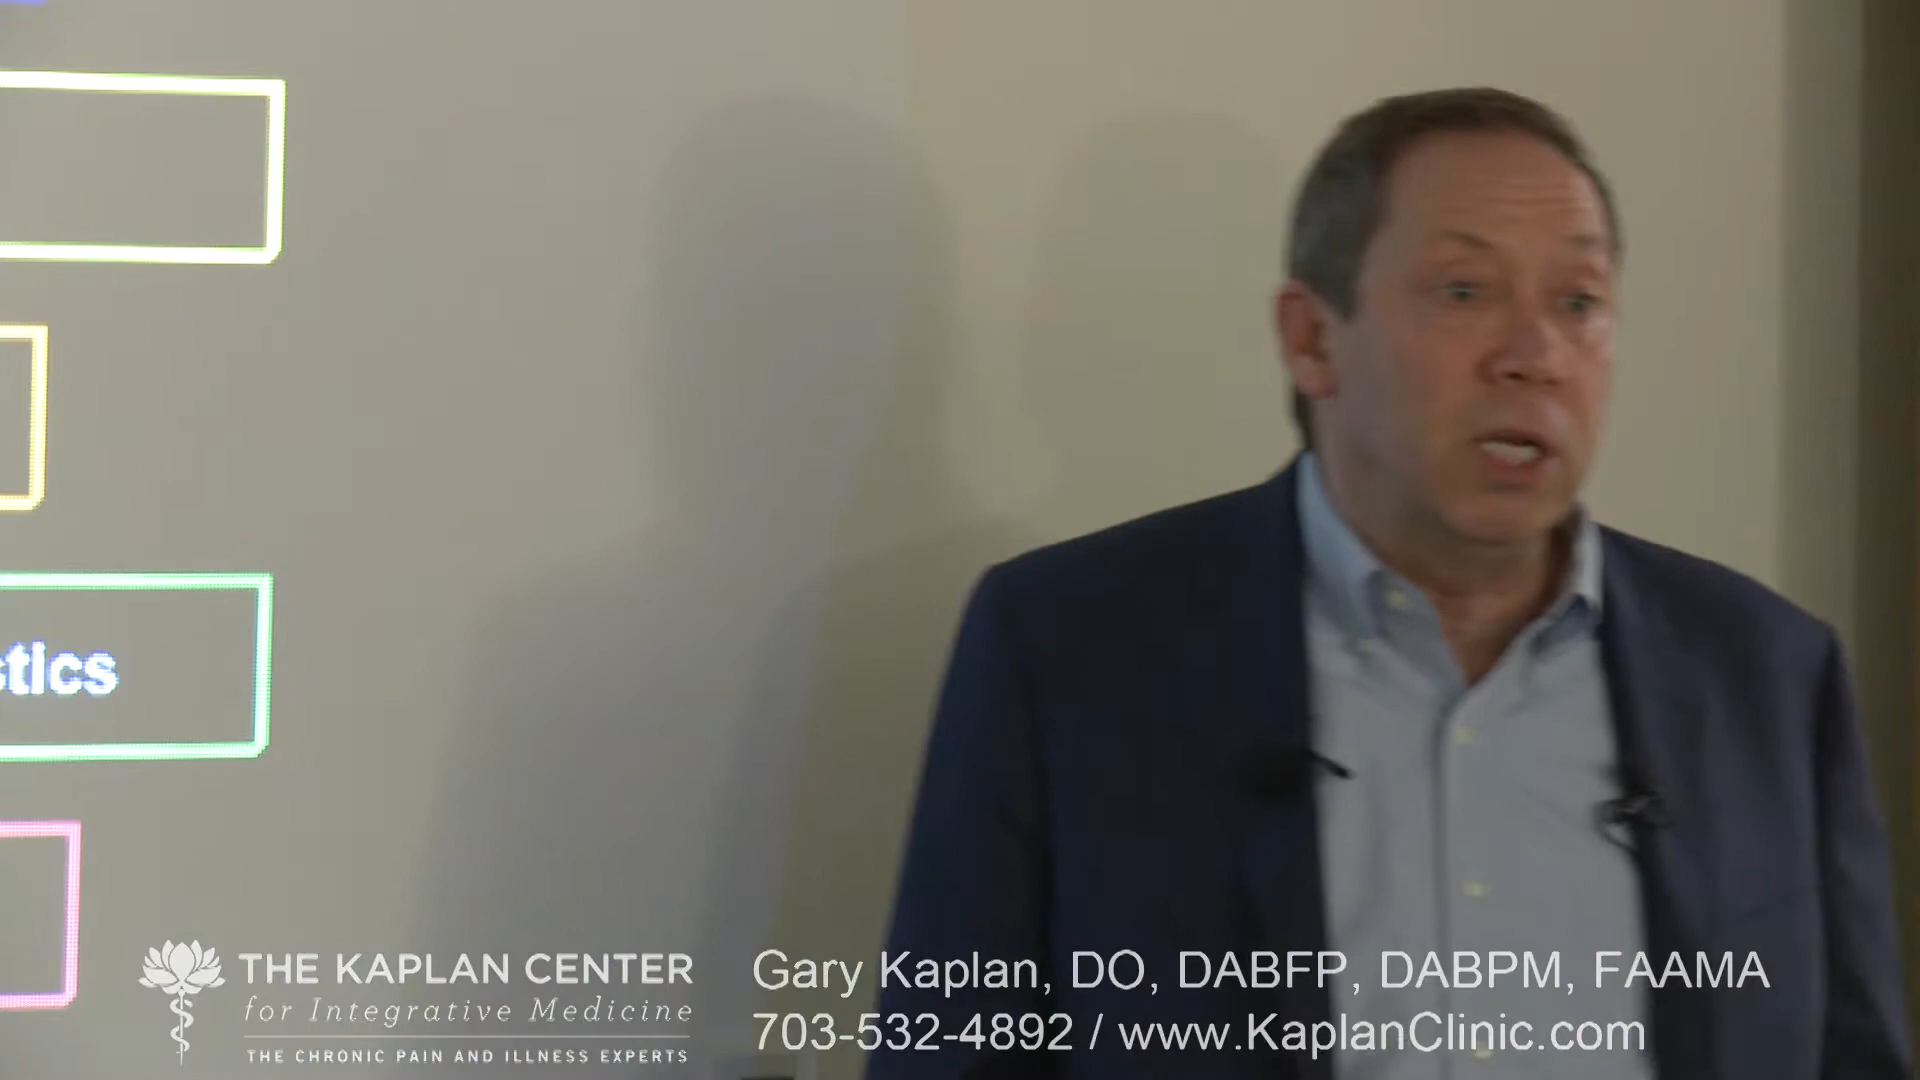 stics
THE KAPLAN CENTER
for Integrative Medicine
THE CHRONIC PAIN AND ILLNESS EXPERTS
Gary Kaplan, DO, DABFP, DABPM, FAAMA
703-532-4892 / www.KaplanClinic.com